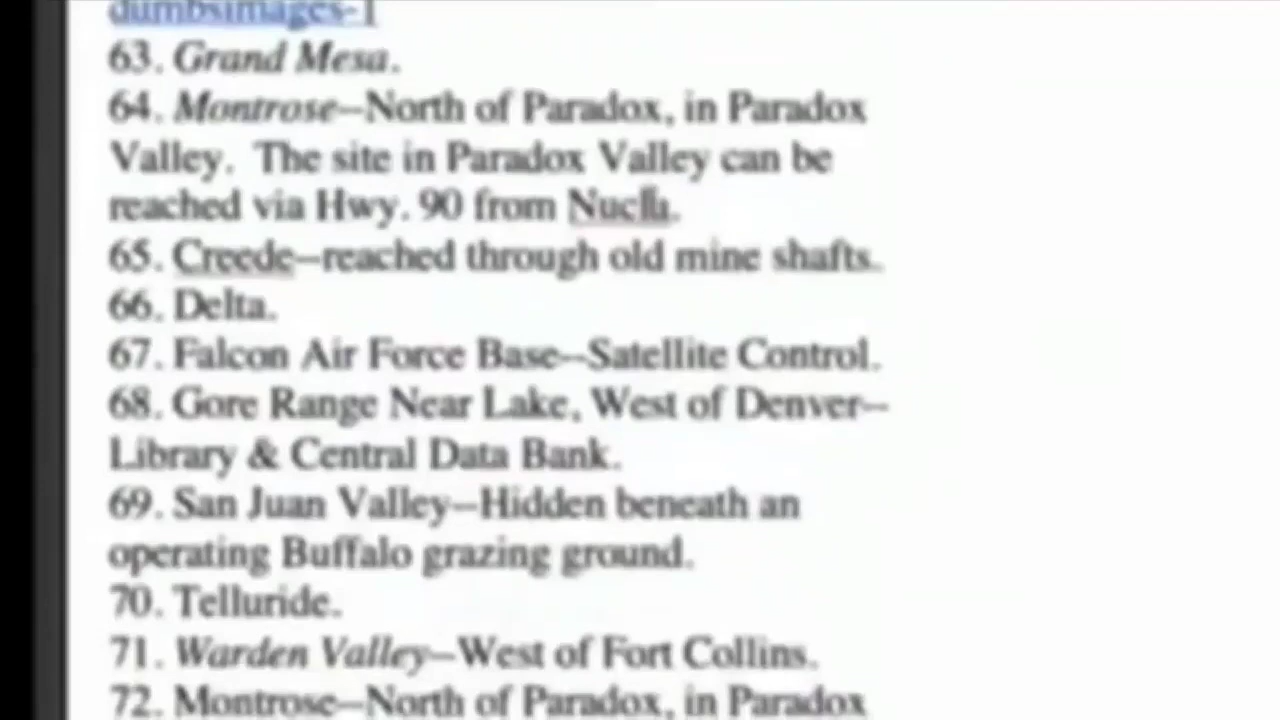 dumbsimages-1
63. Grand Mesa.
64. Montrose--North of Paradox, in Paradox
Valley.  The site in Paradox Valley can be
reached via Hwy. 90 from Nucla.
65. Creede--reached through old mine shafts.
66. Delta.
67. Falcon Air Force Base--Satellite Control.
68. Gore Range Near Lake, West of Denver--
Library & Central Data Bank.
69. San Juan Valley--Hidden beneath an
operating Buffalo grazing ground.
70. Telluride.
71. Warden Valley--West of Fort Collins.
72. Montrose--North of Paradox, in Paradox